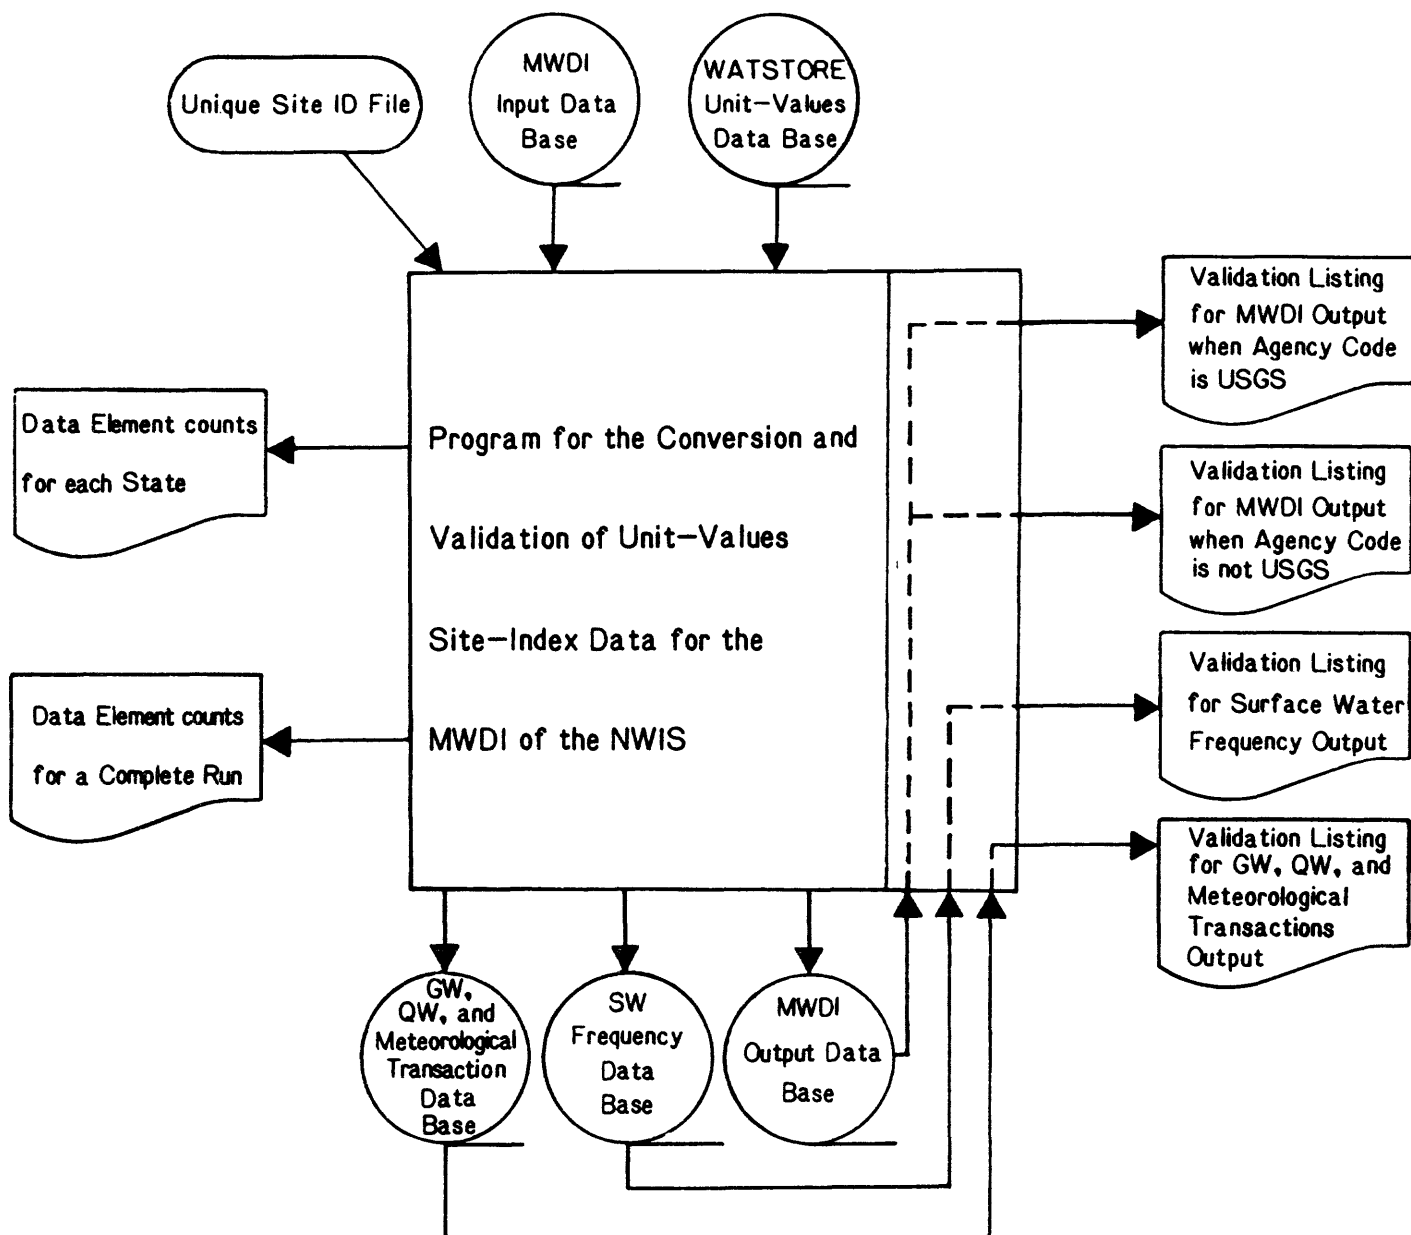 Unique Site ID File
MWDI
Input Data
Base
WATSTORE
Unit-Values
Data Base
Validation Listing
for MWDI Output
when Agency Code
is USGS
Data Element counts
for each State
Program for the Conversion and
Validation of Unit-Values
Site-Index Data for the
MWDI of the NWIS
Validation Listing
for MWDI Output
when Agency Code
is not USGS
Validation Listing
for Surface Water
Frequency Output
Data Element counts
for a Complete Run
Validation Listing
for GW, QW, and
Meteorological
Transactions
Output
GW,
QW, and
Meteorological
Transaction
Data
Base
SW
Frequency
Data
Base
MWDI
Output Data
Base